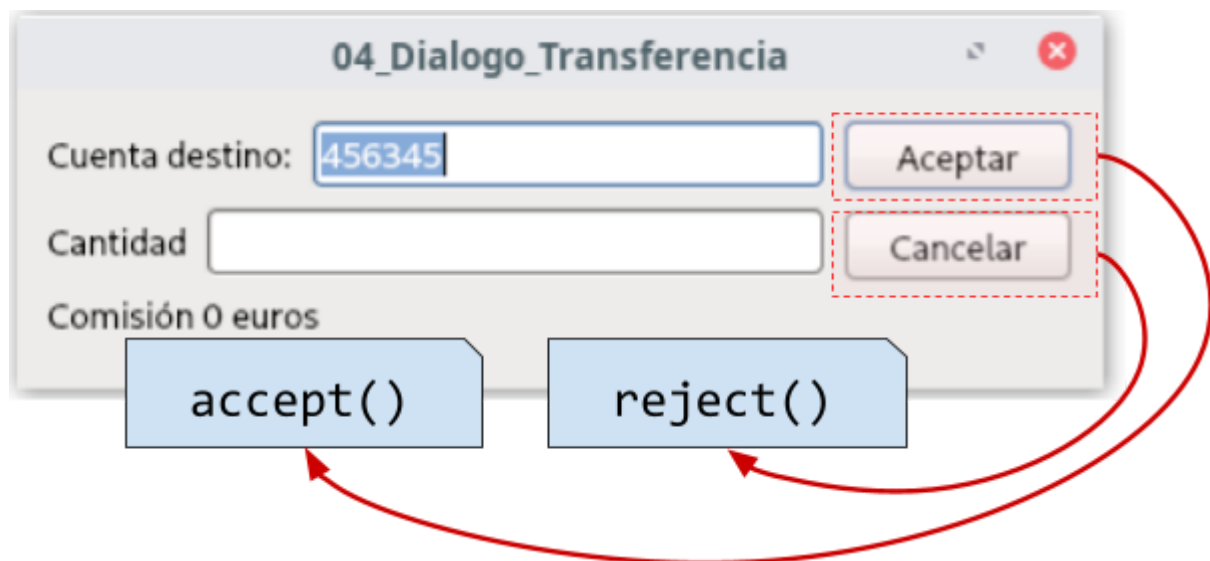 04_Dialogo_Transferencia
Cuenta destino: 456345 Aceptar
Cantidad Cancelar
Comisión 0 euros
accept() reject()